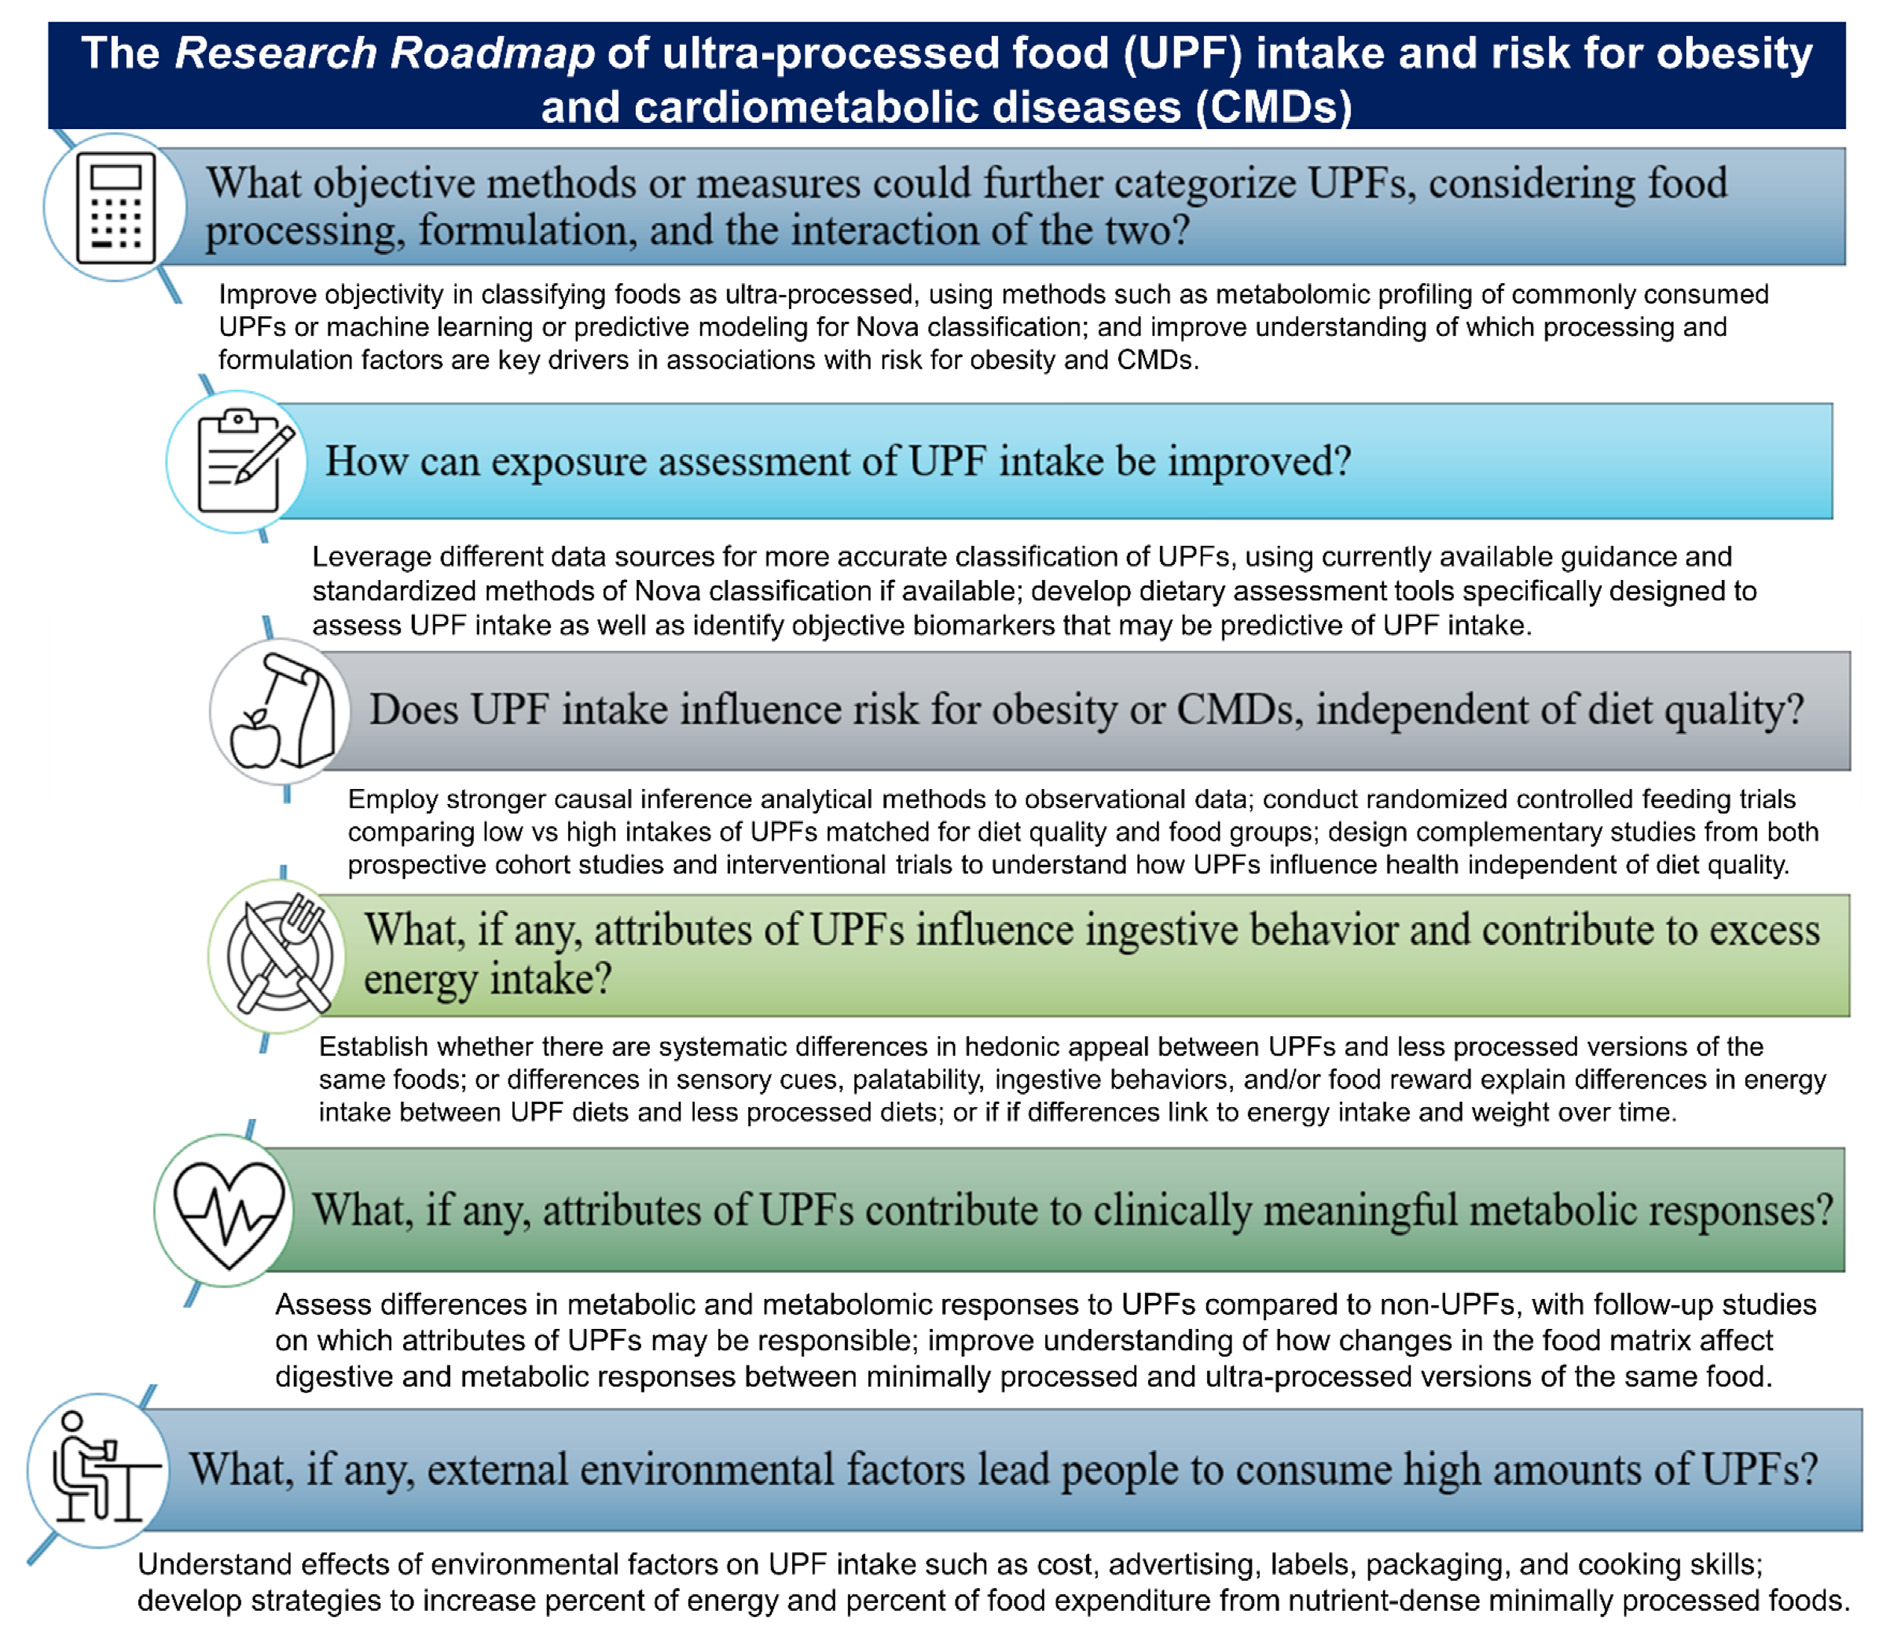 The Research Roadmap of ultra-processed food (UPF) intake and risk for obesity
and cardiometabolic diseases (CMDs)
What objective methods or measures could further categorize UPFs, considering food
processing, formulation, and the interaction of the two?
Improve objectivity in classifying foods as ultra-processed, using methods such as metabolomic profiling of commonly consumed
UPFs or machine learning or predictive modeling for Nova classification; and improve understanding of which processing and
formulation factors are key drivers in associations with risk for obesity and CMDs.
How can exposure assessment of UPF intake be improved?
Leverage different data sources for more accurate classification of UPFs, using currently available guidance and
standardized methods of Nova classification if available; develop dietary assessment tools specifically designed to
assess UPF intake as well as identify objective biomarkers that may be predictive of UPF intake.
Does UPF intake influence risk for obesity or CMDs, independent of diet quality?
Employ stronger causal inference analytical methods to observational data; conduct randomized controlled feeding trials
comparing low vs high intakes of UPFs matched for diet quality and food groups; design complementary studies from both
prospective cohort studies and interventional trials to understand how UPFs influence health independent of diet quality.
What, if any, attributes of UPFs influence ingestive behavior and contribute to excess
energy intake?
Establish whether there are systematic differences in hedonic appeal between UPFs and less processed versions of the
same foods; or differences in sensory cues, palatability, ingestive behaviors, and/or food reward explain differences in energy
intake between UPF diets and less processed diets; or if if differences link to energy intake and weight over time.
What, if any, attributes of UPFs contribute to clinically meaningful metabolic responses?
Assess differences in metabolic and metabolomic responses to UPFs compared to non-UPFs, with follow-up studies
on which attributes of UPFs may be responsible; improve understanding of how changes in the food matrix affect
digestive and metabolic responses between minimally processed and ultra-processed versions of the same food.
What, if any, external environmental factors lead people to consume high amounts of UPFs?
Understand effects of environmental factors on UPF intake such as cost, advertising, labels, packaging, and cooking skills;
develop strategies to increase percent of energy and percent of food expenditure from nutrient-dense minimally processed foods.